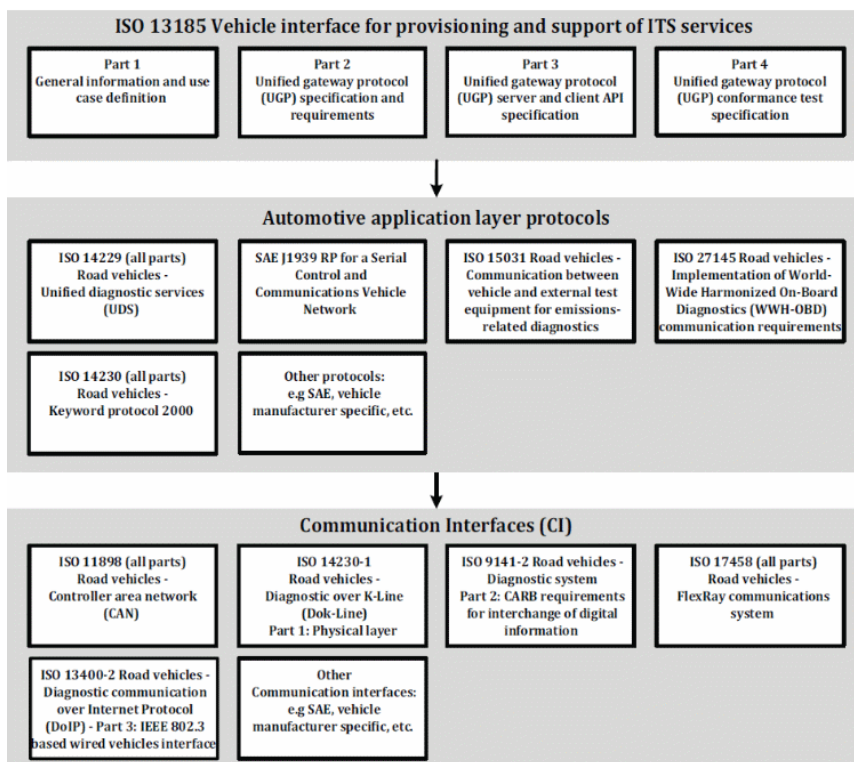 ISO 13185 Vehicle interface for provisioning and support of ITS services
Part 1
General information and use
case definition
Part 2
Unified gateway protocol
(UGP) specification and
requirements
Part 3
Unified gateway protocol
(UGP) server and client API
specification
Part 4
Unified gateway protocol
(UGP) conformance test
specification
Automotive application layer protocols
ISO 14229 (all parts)
Road vehicles -
Unified diagnostic services
(UDS)
SAE J1939 RP for a Serial
Control and
Communications Vehicle
Network
ISO 15031 Road vehicles -
Communication between
vehicle and external test
equipment for emissions-
related diagnostics
ISO 27145 Road vehicles -
Implementation of World-
Wide Harmonized On-Board
Diagnostics (WWH-OBD)
communication requirements
ISO 14230 (all parts)
Road vehicles -
Keyword protocol 2000
Other protocols:
e.g SAE, vehicle
manufacturer specific, etc.
Communication Interfaces (CI)
ISO 11898 (all parts)
Road vehicles -
Controller area network
(CAN)
ISO 14230-1
Road vehicles -
Diagnostic over K-Line
(Dok-Line)
Part 1: Physical layer
ISO 9141-2 Road vehicles -
Diagnostic system
Part 2: CARB requirements
for interchange of digital
information
ISO 17458 (all parts)
Road vehicles -
FlexRay communications
system
ISO 13400-2 Road vehicles -
Diagnostic communication
over Internet Protocol
(DoIP) - Part 3: IEEE 802.3
based wired vehicles interface
Other
Communication interfaces:
e.g SAE, vehicle
manufacturer specific, etc.